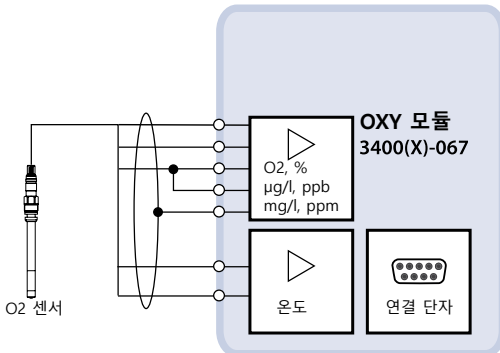 OXY 모듈
3400(X)-067
O2, %
µg/l, ppb
mg/l, ppm
O2 센서
온도
연결 단자